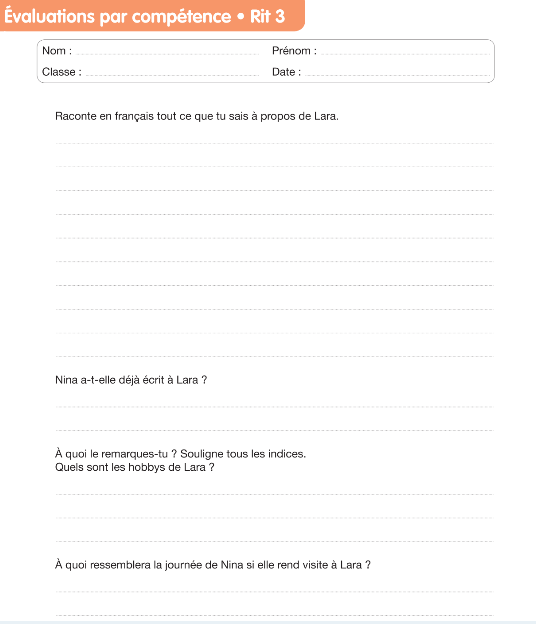 Évaluations par compétence • Rit 3
Nom :
Prénom :
Classe :
Date :
Raconte en français tout ce que tu sais à propos de Lara.
Nina a-t-elle déjà écrit à Lara ?
À quoi le remarques-tu ? Souligne tous les indices.
Quels sont les hobbys de Lara ?
À quoi ressemblera la journée de Nina si elle rend visite à Lara ?